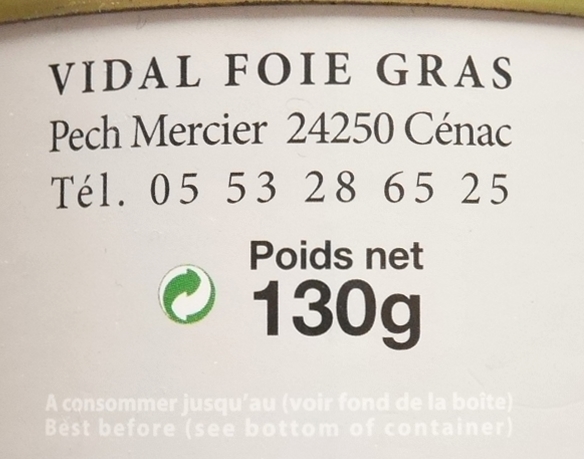 VIDAL FOIE GRAS
Pech Mercier 24250 Cénac
Tél. 05 53 28 65 25
Poids net
130g
A consommer jusqu'au (voir fond de la boîte)
Best before (see bottom of container)